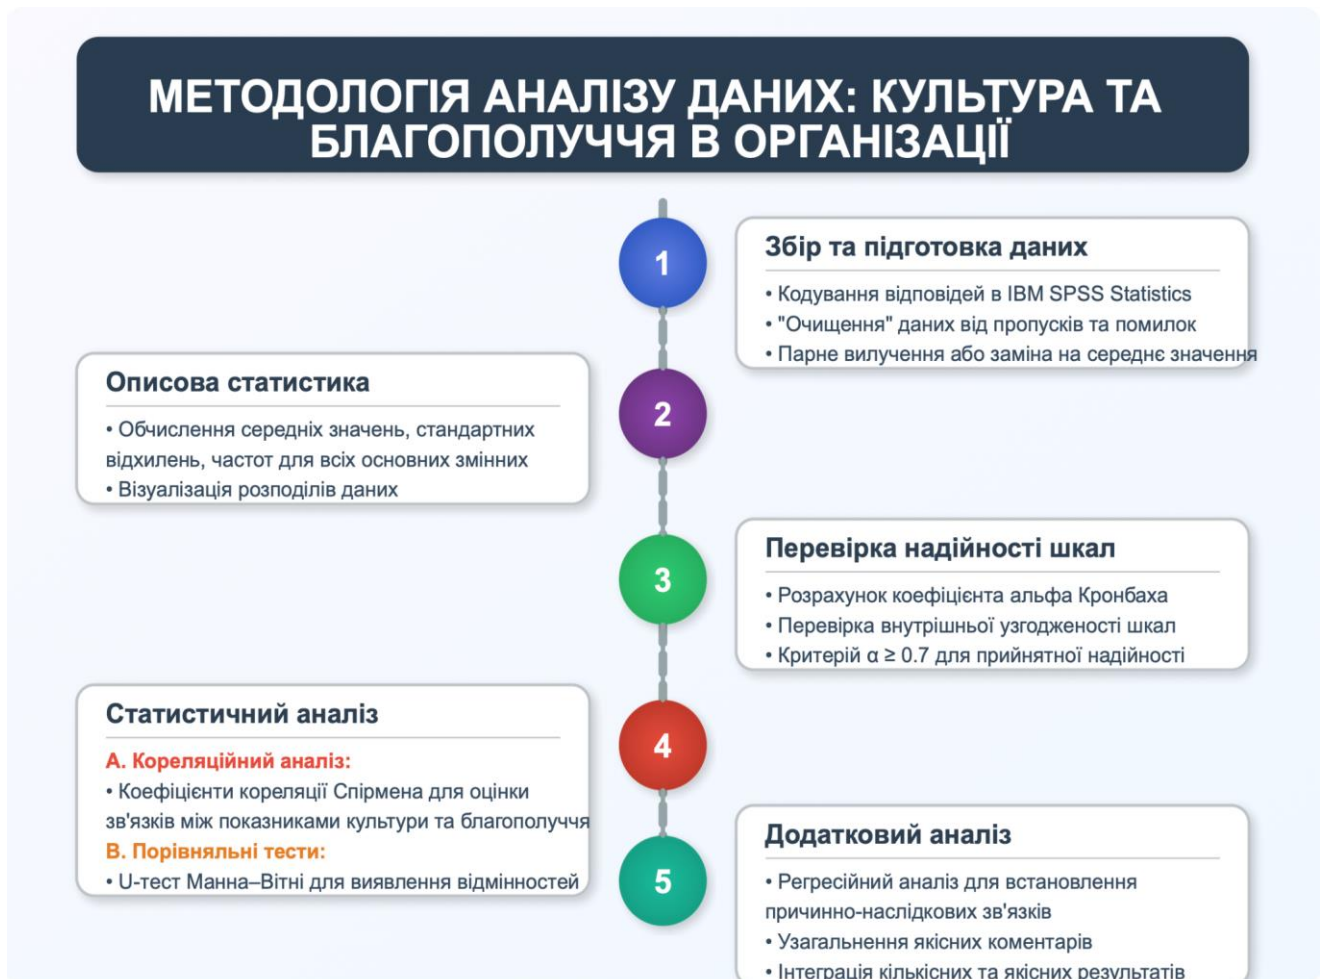 МЕТОДОЛОГІЯ АНАЛІЗУ ДАНИХ: КУЛЬТУРА ТА
БЛАГОПОЛУЧЧЯ В ОРГАНІЗАЦІЇ
1
Збір та підготовка даних
• Кодування відповідей в IBM SPSS Statistics
• "Очищення" даних від пропусків та помилок
• Парне вилучення або заміна на середнє значення
2
Описова статистика
• Обчислення середніх значень, стандартних
відхилень, частот для всіх основних змінних
• Візуалізація розподілів даних
3
Перевірка надійності шкал
• Розрахунок коефіцієнта альфа Кронбаха
• Перевірка внутрішньої узгодженості шкал
• Критерій α ≥ 0.7 для прийнятної надійності
4
Статистичний аналіз
А. Кореляційний аналіз:
• Коефіцієнти кореляції Спірмена для оцінки
зв'язків між показниками культури та благополуччя
В. Порівняльні тести:
• U-тест Манна–Вітні для виявлення відмінностей
5
Додатковий аналіз
• Регресійний аналіз для встановлення
причинно-наслідкових зв'язків
• Узагальнення якісних коментарів
• Інтеграція кількісних та якісних результатів